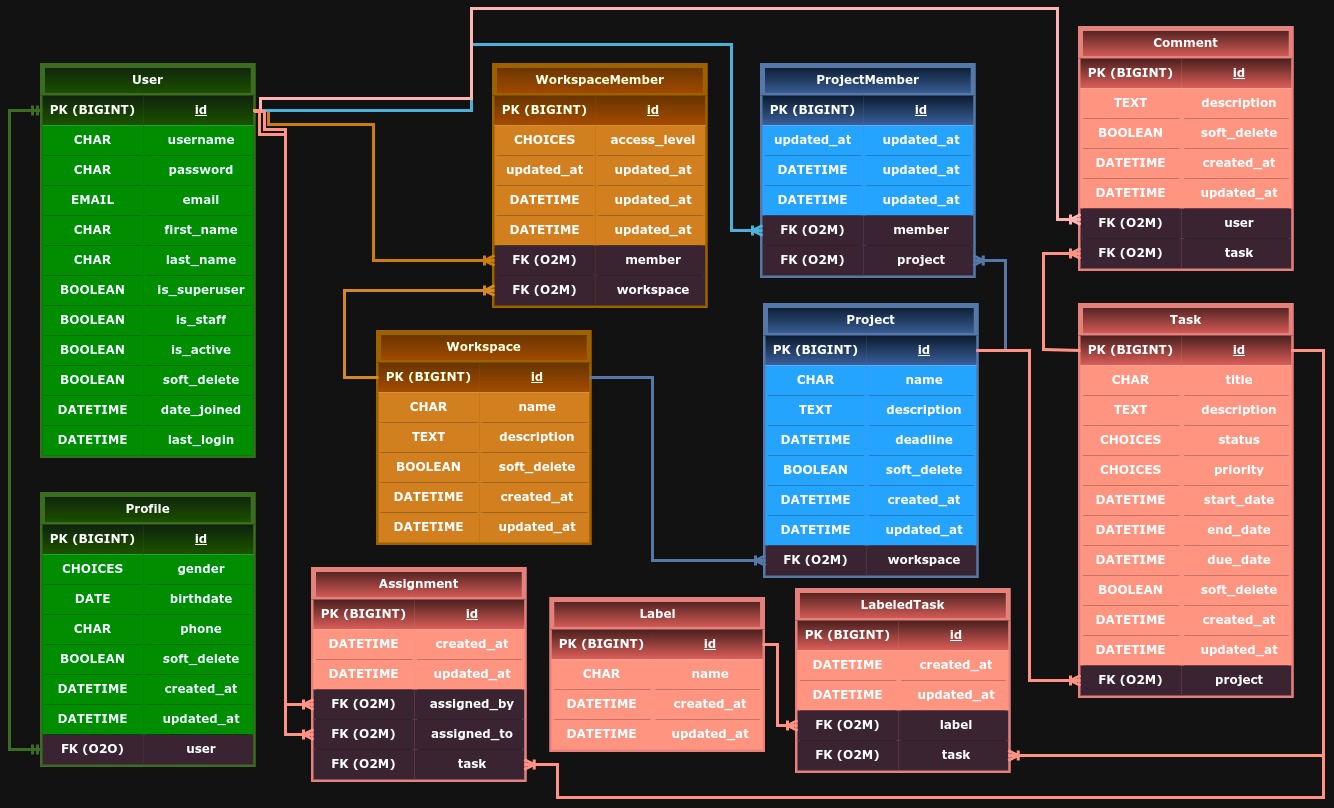 User
PK (BIGINT) id
CHAR username
CHAR password
EMAIL email
CHAR first_name
CHAR last_name
BOOLEAN is_superuser
BOOLEAN is_staff
BOOLEAN is_active
BOOLEAN soft_delete
DATETIME date_joined
DATETIME last_login
Profile
PK (BIGINT) id
CHOICES gender
DATE birthdate
CHAR phone
BOOLEAN soft_delete
DATETIME created_at
DATETIME updated_at
FK (O2O) user
WorkspaceMember
PK (BIGINT) id
CHOICES access_level
updated_at updated_at
DATETIME updated_at
DATETIME updated_at
FK (O2M) member
FK (O2M) workspace
Workspace
PK (BIGINT) id
CHAR name
TEXT description
BOOLEAN soft_delete
DATETIME created_at
DATETIME updated_at
Assignment
PK (BIGINT) id
DATETIME created_at
DATETIME updated_at
FK (O2M) assigned_by
FK (O2M) assigned_to
FK (O2M) task
Label
PK (BIGINT) id
CHAR name
DATETIME created_at
DATETIME updated_at
ProjectMember
PK (BIGINT) id
updated_at updated_at
DATETIME updated_at
DATETIME updated_at
FK (O2M) member
FK (O2M) project
Project
PK (BIGINT) id
CHAR name
TEXT description
DATETIME deadline
BOOLEAN soft_delete
DATETIME created_at
DATETIME updated_at
FK (O2M) workspace
LabeledTask
PK (BIGINT) id
DATETIME created_at
DATETIME updated_at
FK (O2M) label
FK (O2M) task
Comment
PK (BIGINT) id
TEXT description
BOOLEAN soft_delete
DATETIME created_at
DATETIME updated_at
FK (O2M) user
FK (O2M) task
Task
PK (BIGINT) id
CHAR title
TEXT description
CHOICES status
CHOICES priority
DATETIME start_date
DATETIME end_date
DATETIME due_date
BOOLEAN soft_delete
DATETIME created_at
DATETIME updated_at
FK (O2M) project